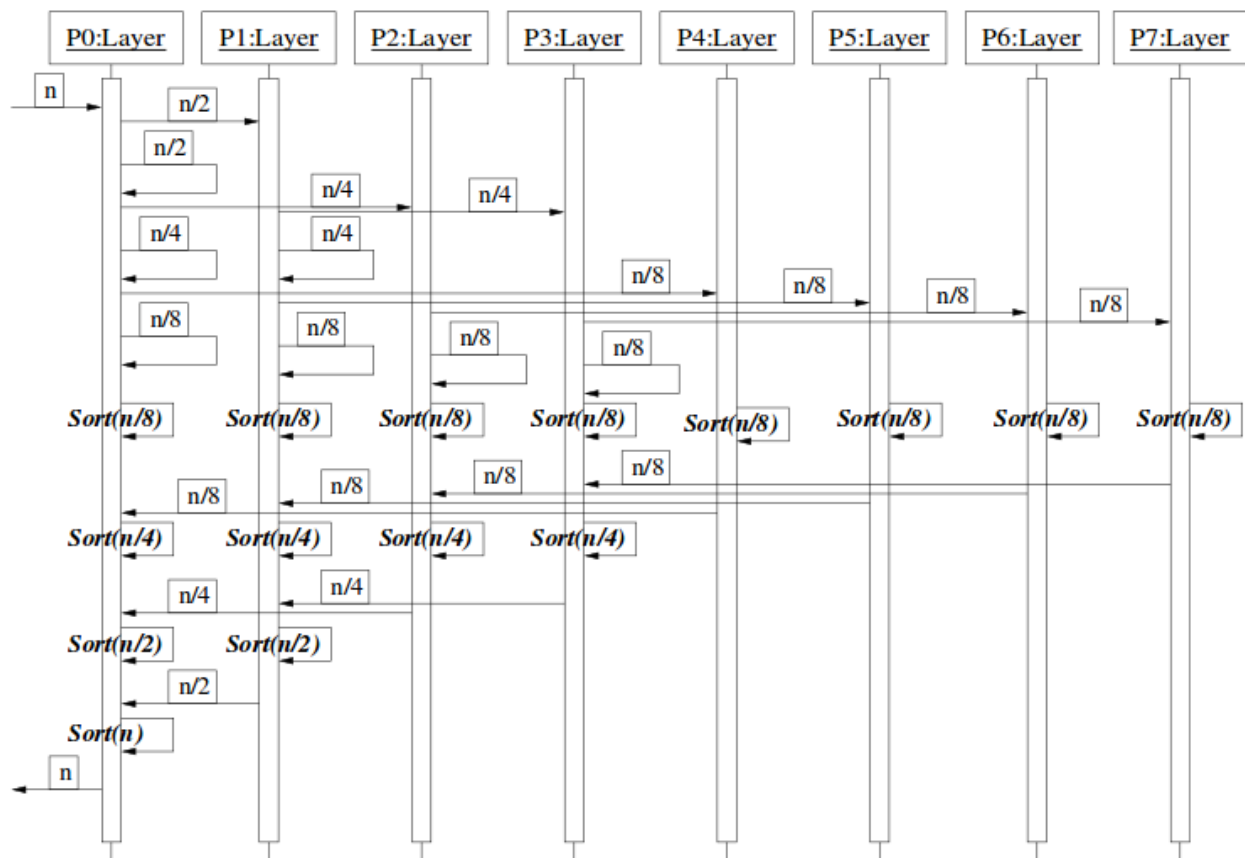 P0:Layer P1:Layer P2:Layer P3:Layer P4:Layer P5:Layer P6:Layer P7:Layer
n
n/2
n/2
n/4 n/4
n/4 n/4
n/8 n/8 n/8 n/8
n/8 n/8 n/8 n/8
Sort(n/8) Sort(n/8) Sort(n/8) Sort(n/8) Sort(n/8) Sort(n/8) Sort(n/8) Sort(n/8)
n/8 n/8 n/8 n/8
Sort(n/4) Sort(n/4) Sort(n/4) Sort(n/4)
n/4 n/4
Sort(n/2) Sort(n/2)
n/2
Sort(n)
n